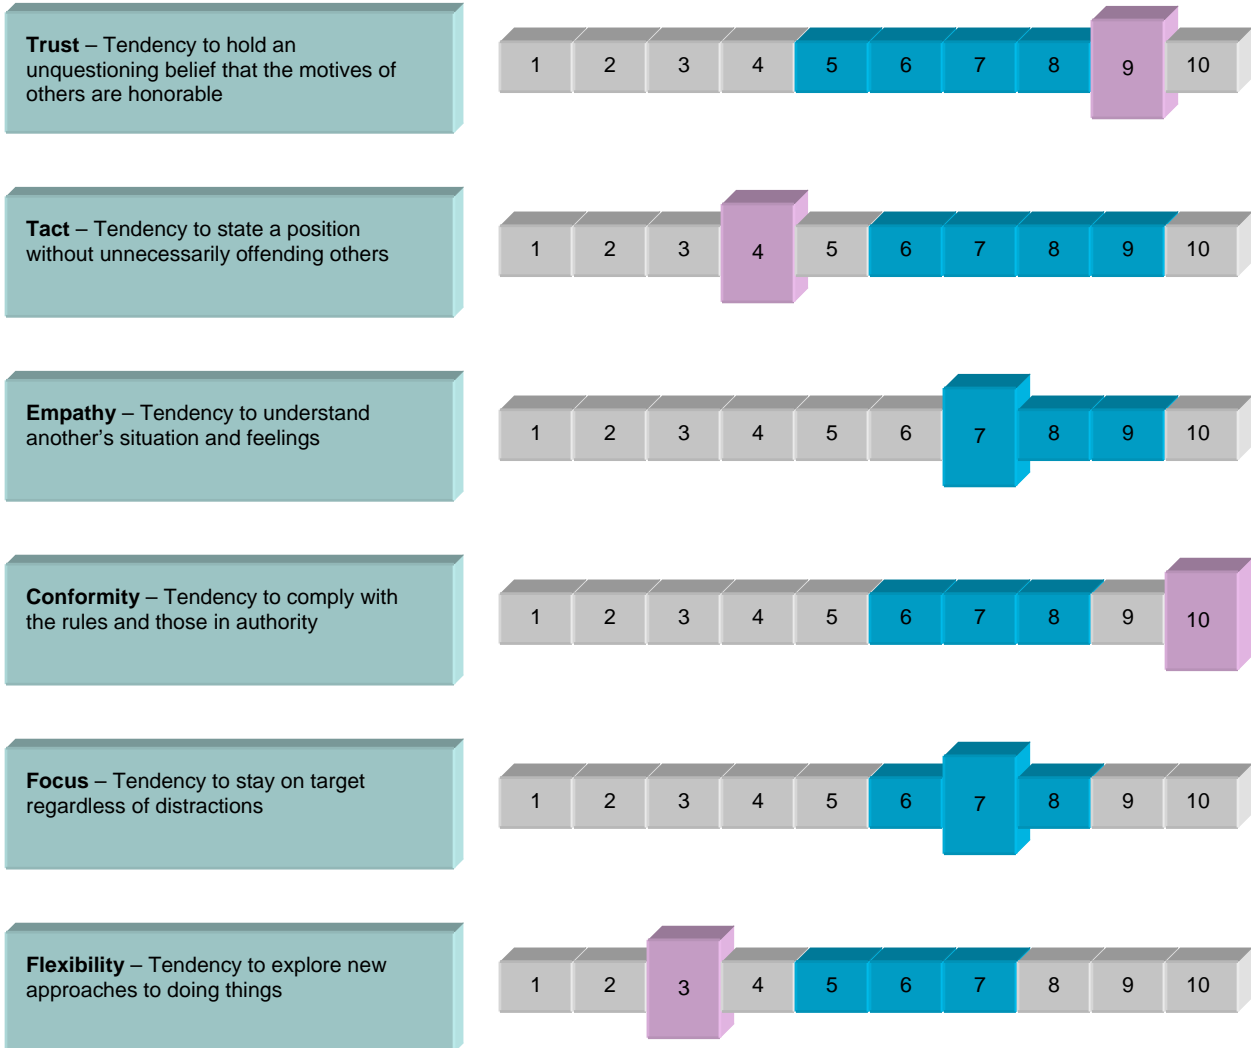 Trust – Tendency to hold an
unquestioning belief that the motives of
others are honorable
1 2 3 4 5 6 7 8 9 10
Tact – Tendency to state a position
without unnecessarily offending others
1 2 3 4 5 6 7 8 9 10
Empathy – Tendency to understand
another’s situation and feelings
1 2 3 4 5 6 7 8 9 10
Conformity – Tendency to comply with
the rules and those in authority
1 2 3 4 5 6 7 8 9 10
Focus – Tendency to stay on target
regardless of distractions
1 2 3 4 5 6 7 8 9 10
Flexibility – Tendency to explore new
approaches to doing things
1 2 3 4 5 6 7 8 9 10